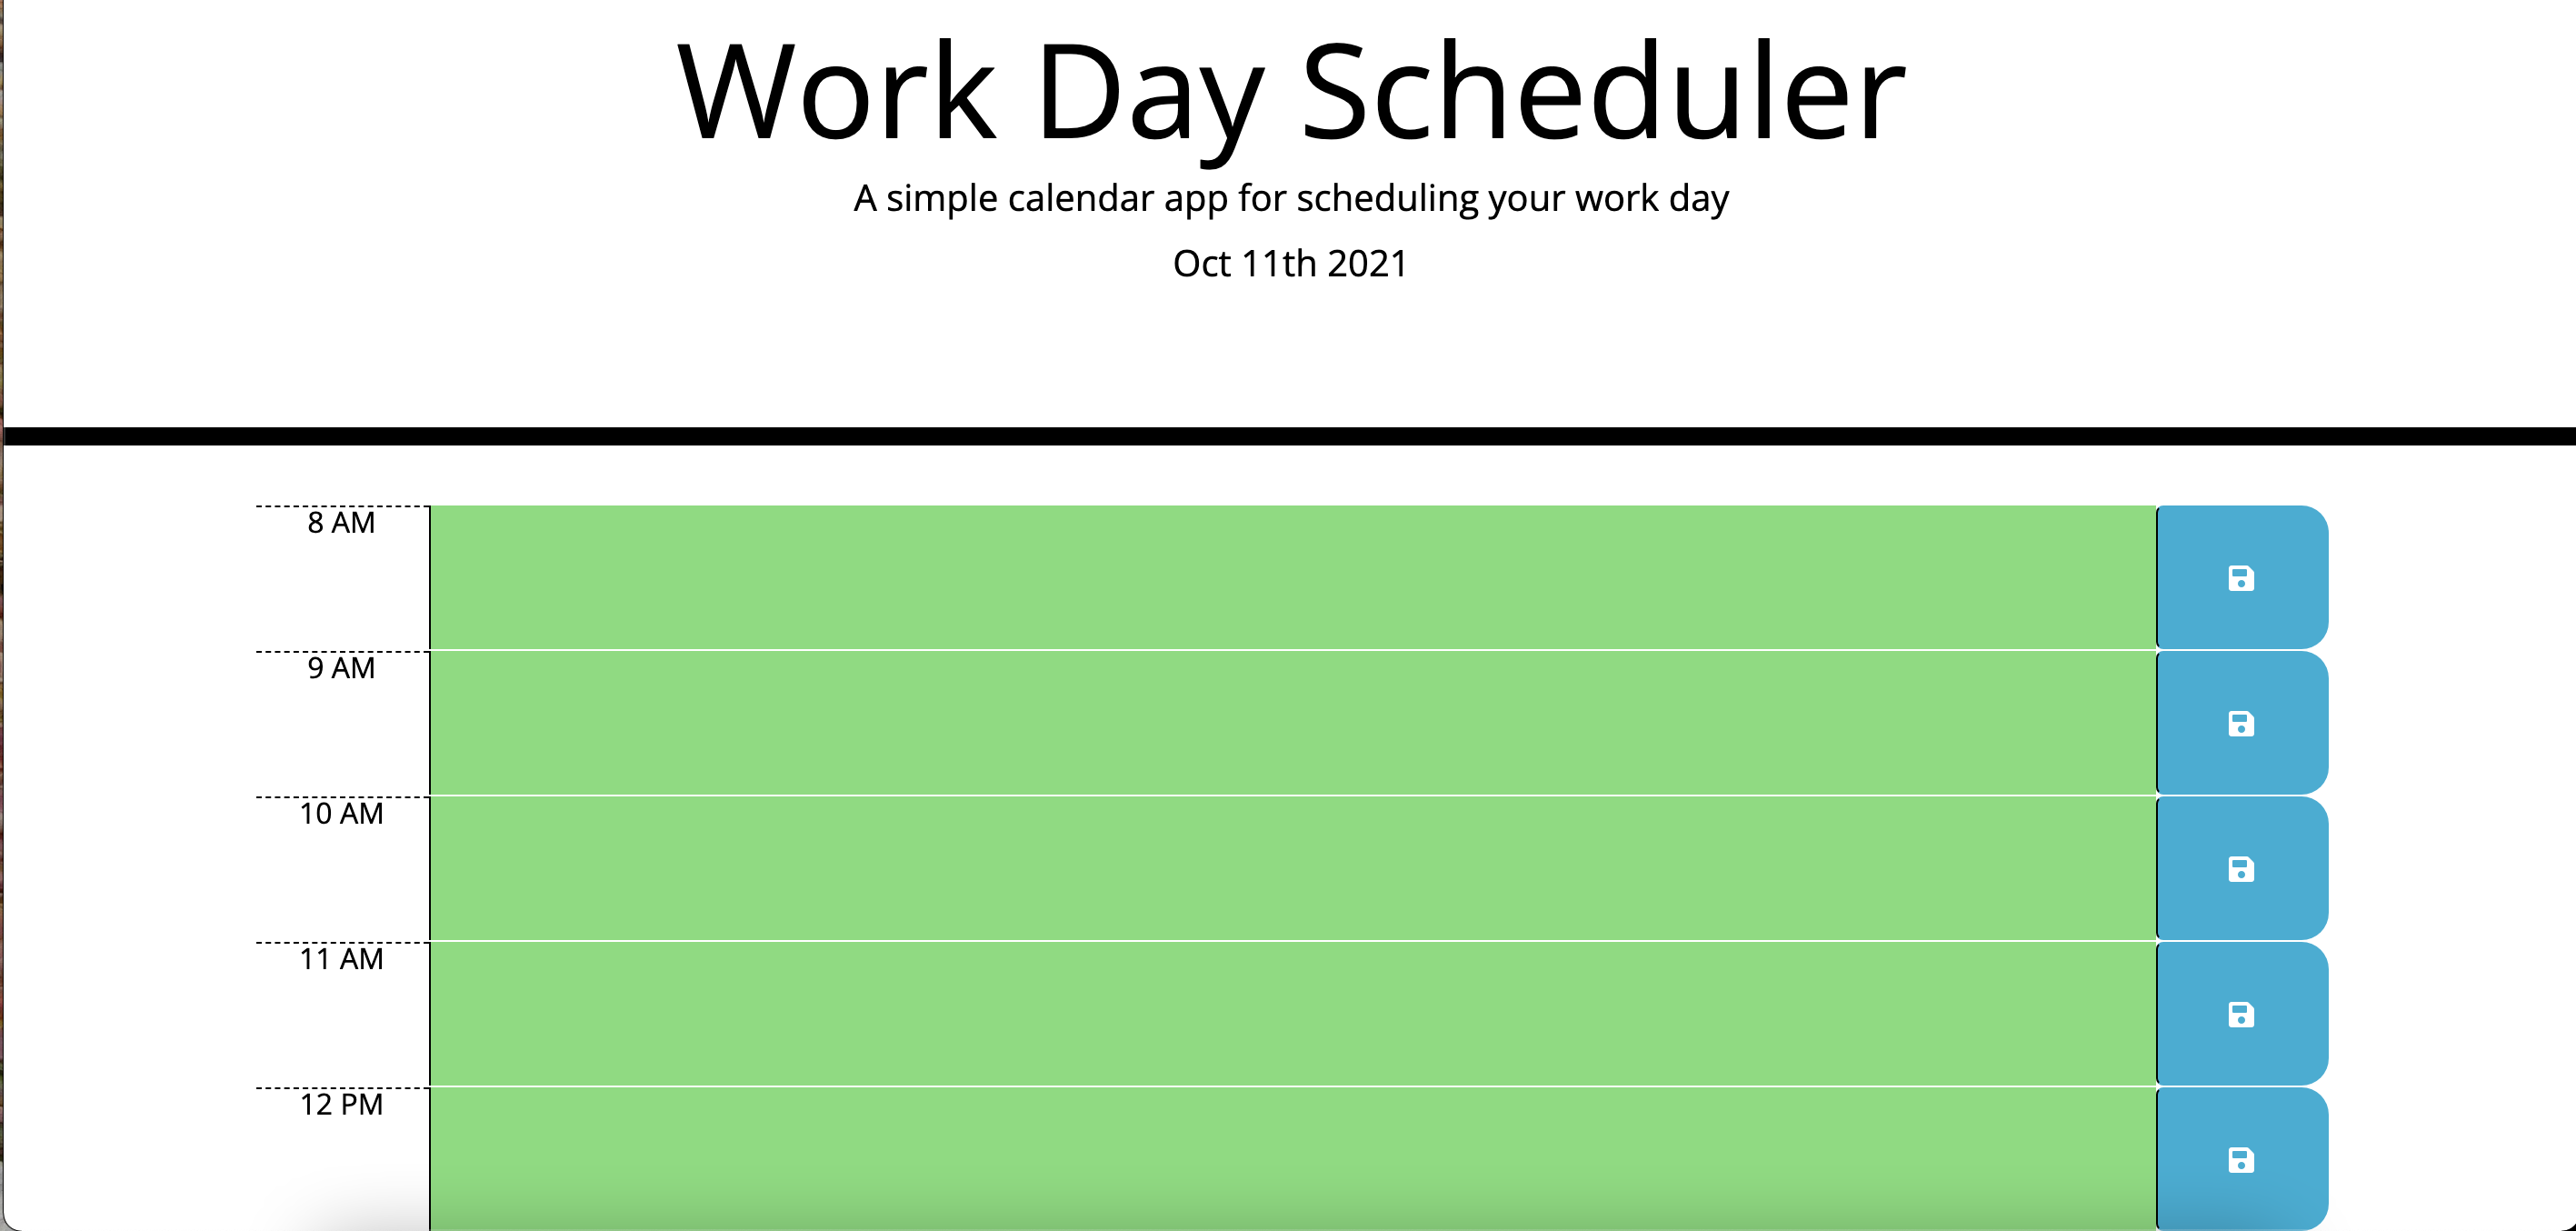 Work Day Scheduler
A simple calendar app for scheduling your work day
Oct 11th 2021
8 AM
9 AM
10 AM
11 AM
12 PM